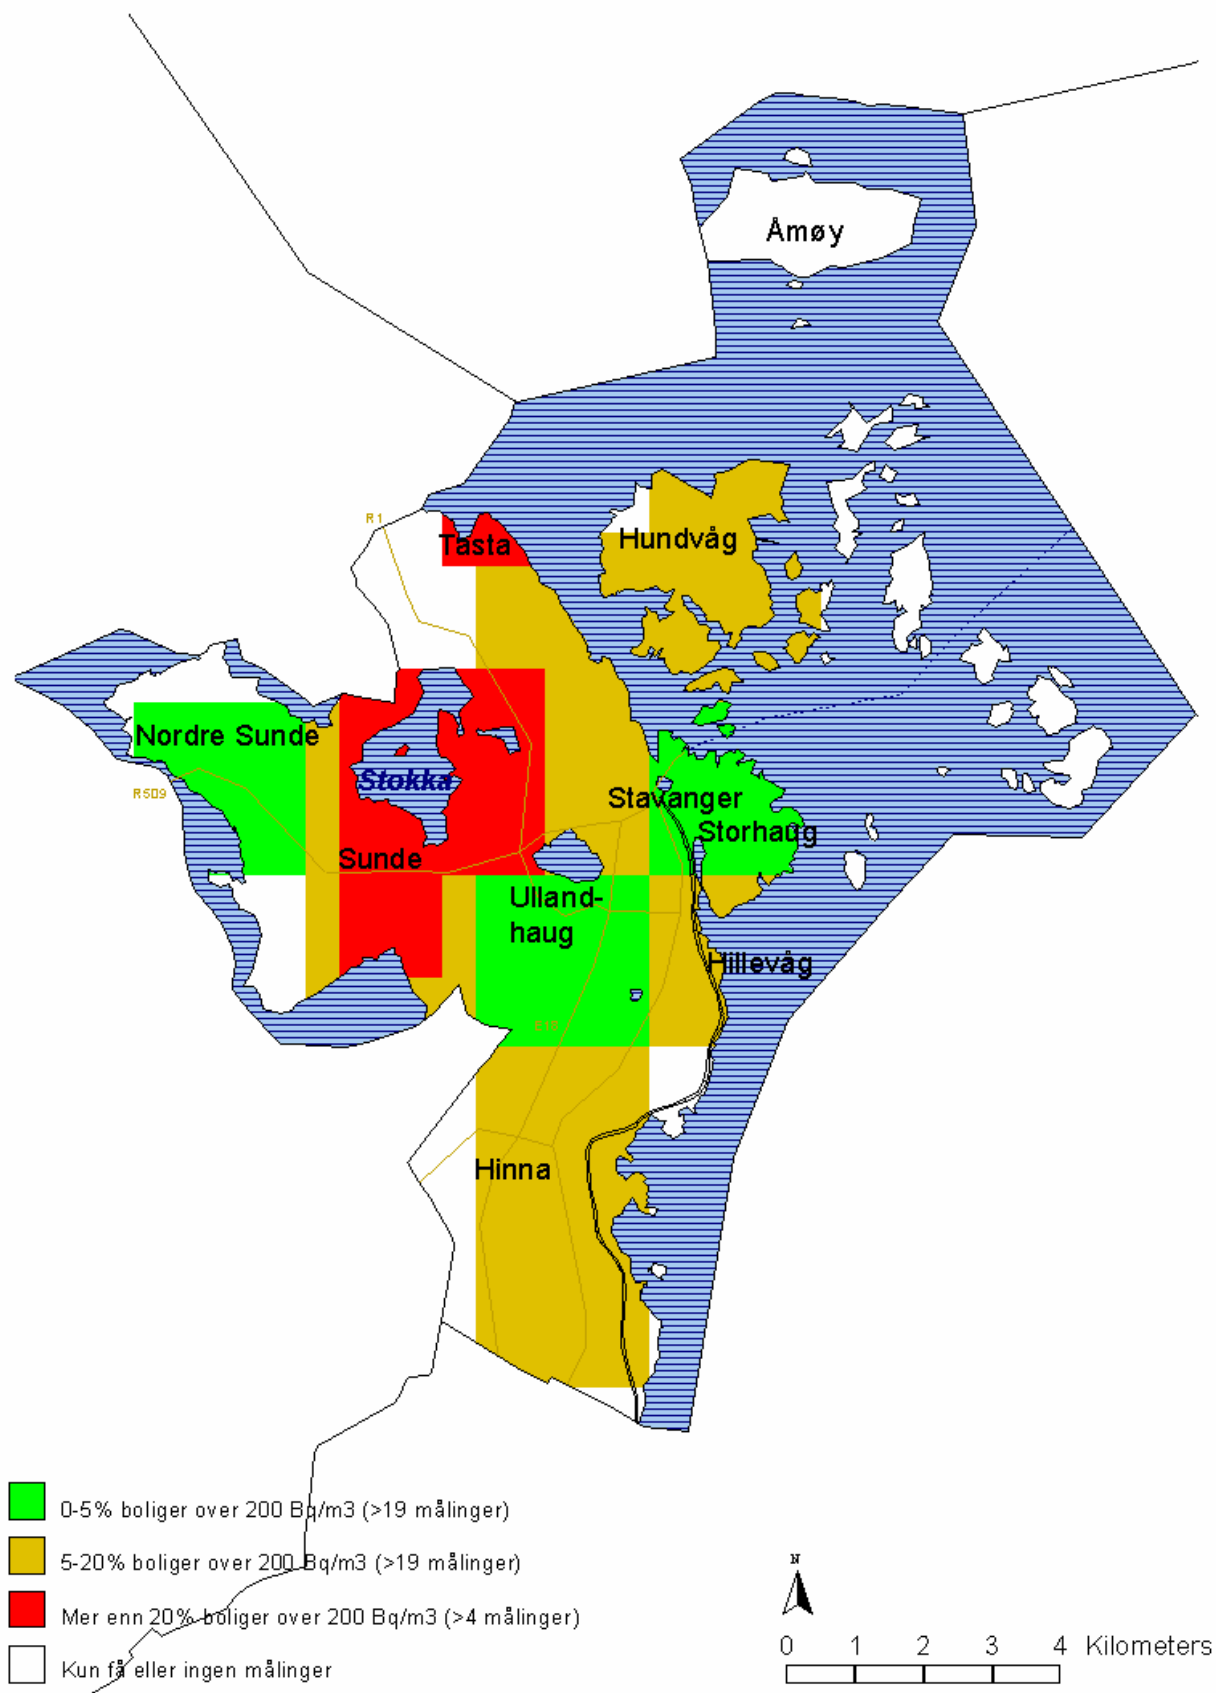 Åmøy
R1
Tasta
Hundvåg
Nordre Sunde
R509
Stokka
Stavanger
Storhaug
Sunde
Ulland-
haug
Hillevåg
E18
Hinna
0-5% boliger over 200 Bq/m3 (>19 målinger)
5-20% boliger over 200 Bq/m3 (>19 målinger)
Mer enn 20% boliger over 200 Bq/m3 (>4 målinger)
Kun få eller ingen målinger
N
0 1 2 3 4 Kilometers